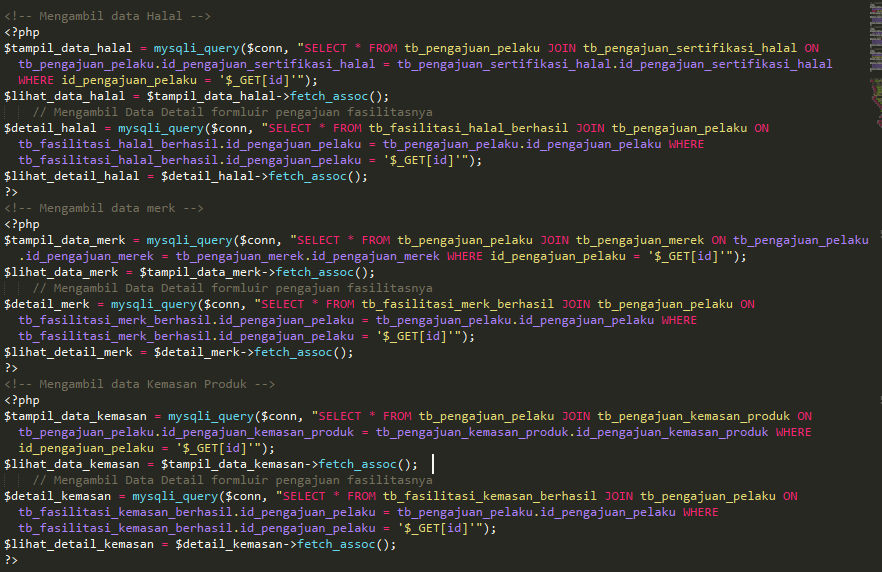 <!-- Mengambil data Halal -->
<?php
$tampil_data_halal = mysqli_query($conn, "SELECT * FROM tb_pengajuan_pelaku JOIN tb_pengajuan_sertifikasi_halal ON
tb_pengajuan_pelaku.id_pengajuan_sertifikasi_halal = tb_pengajuan_sertifikasi_halal.id_pengajuan_sertifikasi_halal
WHERE id_pengajuan_pelaku = '$_GET[id]'");
$lihat_data_halal = $tampil_data_halal->fetch_assoc();
// Mengambil Data Detail formluir pengajuan fasilitasnya
$detail_halal = mysqli_query($conn, "SELECT * FROM tb_fasilitasi_halal_berhasil JOIN tb_pengajuan_pelaku ON
tb_fasilitasi_halal_berhasil.id_pengajuan_pelaku = tb_pengajuan_pelaku.id_pengajuan_pelaku WHERE
tb_fasilitasi_halal_berhasil.id_pengajuan_pelaku = '$_GET[id]'");
$lihat_detail_halal = $detail_halal->fetch_assoc();
?>
<!-- Mengambil data merk -->
<?php
$tampil_data_merk = mysqli_query($conn, "SELECT * FROM tb_pengajuan_pelaku JOIN tb_pengajuan_merek ON tb_pengajuan_pelaku
.id_pengajuan_merek = tb_pengajuan_merek.id_pengajuan_merek WHERE id_pengajuan_pelaku = '$_GET[id]'");
$lihat_data_merk = $tampil_data_merk->fetch_assoc();
// Mengambil Data Detail formluir pengajuan fasilitasnya
$detail_merk = mysqli_query($conn, "SELECT * FROM tb_fasilitasi_merk_berhasil JOIN tb_pengajuan_pelaku ON
tb_fasilitasi_merk_berhasil.id_pengajuan_pelaku = tb_pengajuan_pelaku.id_pengajuan_pelaku WHERE
tb_fasilitasi_merk_berhasil.id_pengajuan_pelaku = '$_GET[id]'");
$lihat_detail_merk = $detail_merk->fetch_assoc();
?>
<!-- Mengambil data Kemasan Produk -->
<?php
$tampil_data_kemasan = mysqli_query($conn, "SELECT * FROM tb_pengajuan_pelaku JOIN tb_pengajuan_kemasan_produk ON
tb_pengajuan_pelaku.id_pengajuan_kemasan_produk = tb_pengajuan_kemasan_produk.id_pengajuan_kemasan_produk WHERE
id_pengajuan_pelaku = '$_GET[id]'");
$lihat_data_kemasan = $tampil_data_kemasan->fetch_assoc();
// Mengambil Data Detail formluir pengajuan fasilitasnya
$detail_kemasan = mysqli_query($conn, "SELECT * FROM tb_fasilitasi_kemasan_berhasil JOIN tb_pengajuan_pelaku ON
tb_fasilitasi_kemasan_berhasil.id_pengajuan_pelaku = tb_pengajuan_pelaku.id_pengajuan_pelaku WHERE
tb_fasilitasi_kemasan_berhasil.id_pengajuan_pelaku = '$_GET[id]'");
$lihat_detail_kemasan = $detail_kemasan->fetch_assoc();
?>